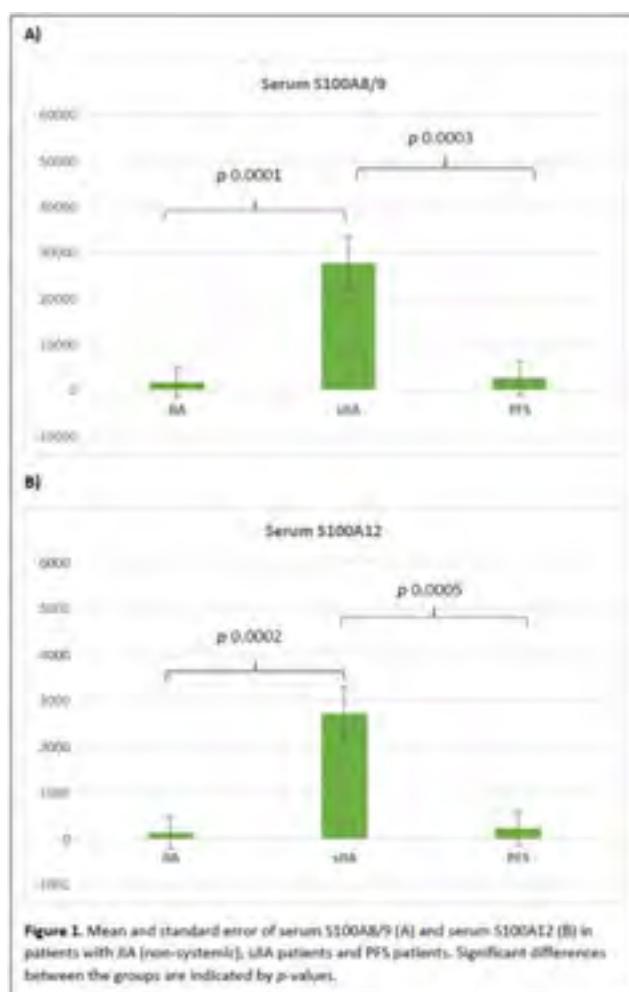 A)
Serum S100A8/9
60000
50000
p 0.0003
p 0.0001
40000
30000
20000
10000
0
JIA sJIA PFS
-10000
B)
Serum S100A12
6000
5000
p 0.0005
p 0.0002
4000
3000
2000
1000
0
JIA sJIA PFS
-1000
Figure 1. Mean and standard error of serum S100A8/9 (A) and serum S100A12 (B) in
patients with JIA (non-systemic), sJIA patients and PFS patients. Significant differences
between the groups are indicated by p-values.